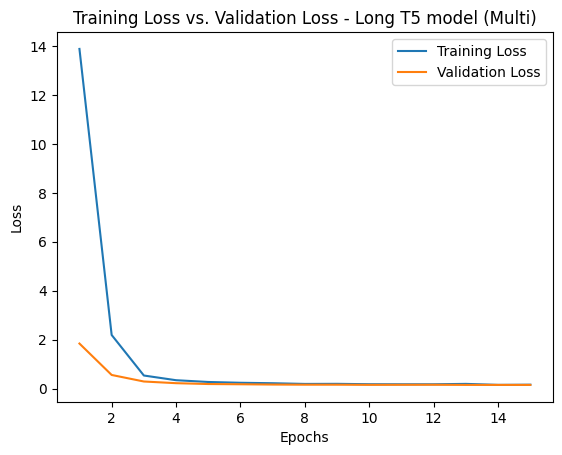 Training Loss vs. Validation Loss - Long T5 model (Multi)
Training Loss
Validation Loss
Loss
14
12
10
8
6
4
2
0
2 4 6 8 10 12 14
Epochs